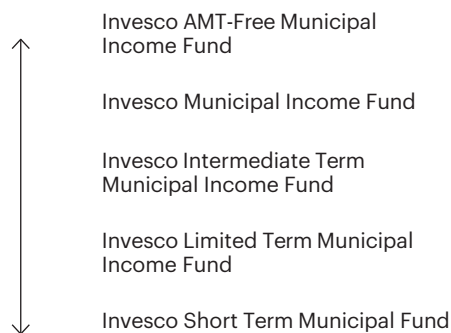 Invesco AMT-Free Municipal
Income Fund
Invesco Municipal Income Fund
Invesco Intermediate Term
Municipal Income Fund
Invesco Limited Term Municipal
Income Fund
Invesco Short Term Municipal Fund